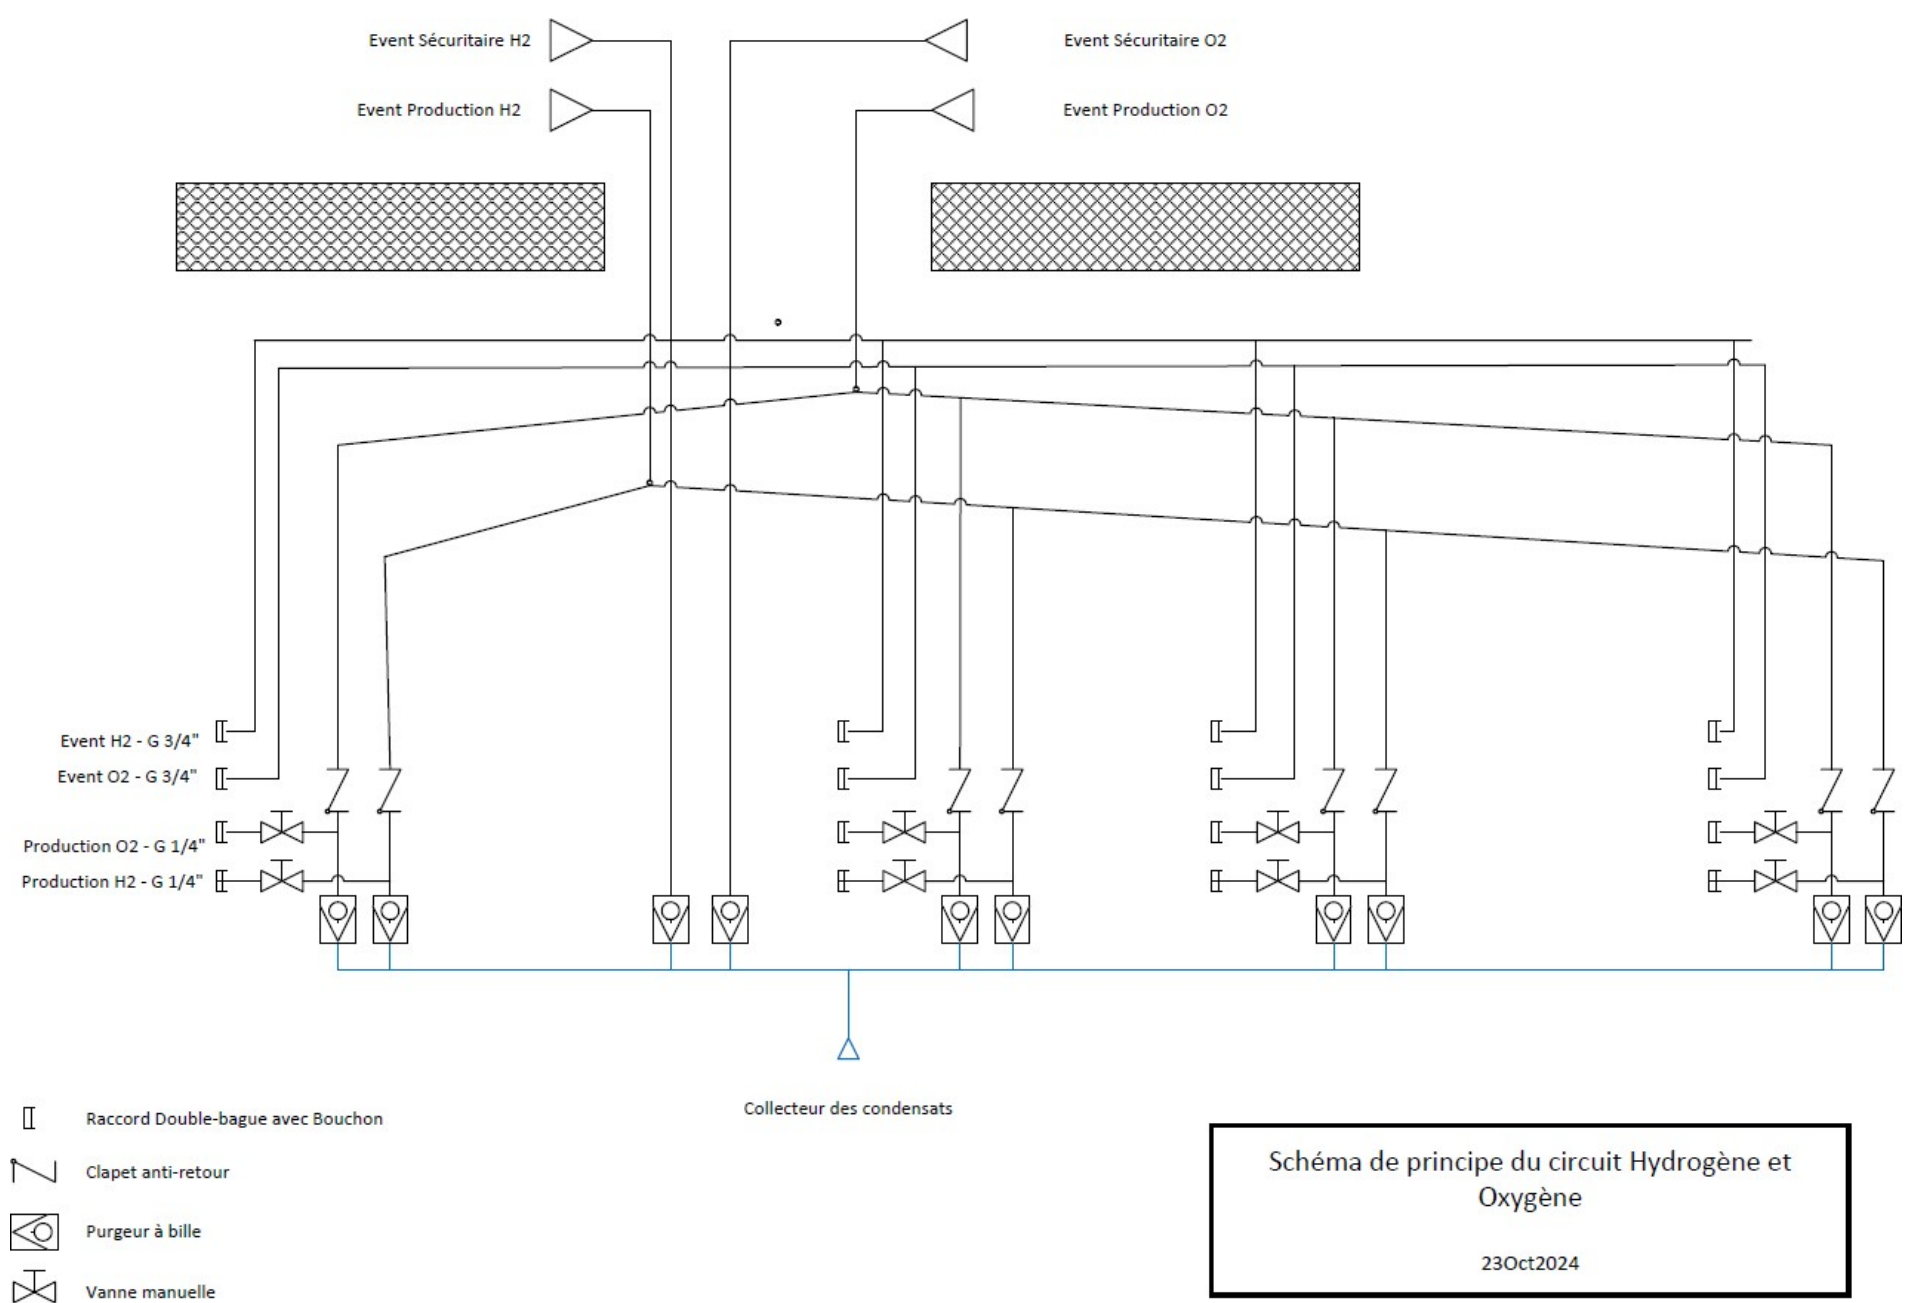 Event Sécuritaire H2
Event Sécuritaire O2
Event Production H2
Event Production O2
Event H2 - G 3/4"
Event O2 - G 3/4"
Production O2 - G 1/4"
Production H2 - G 1/4"
Collecteur des condensats
Raccord Double-bague avec Bouchon
Clapet anti-retour
Purgeur à bille
Vanne manuelle
Schéma de principe du circuit Hydrogène et
Oxygène
23Oct2024